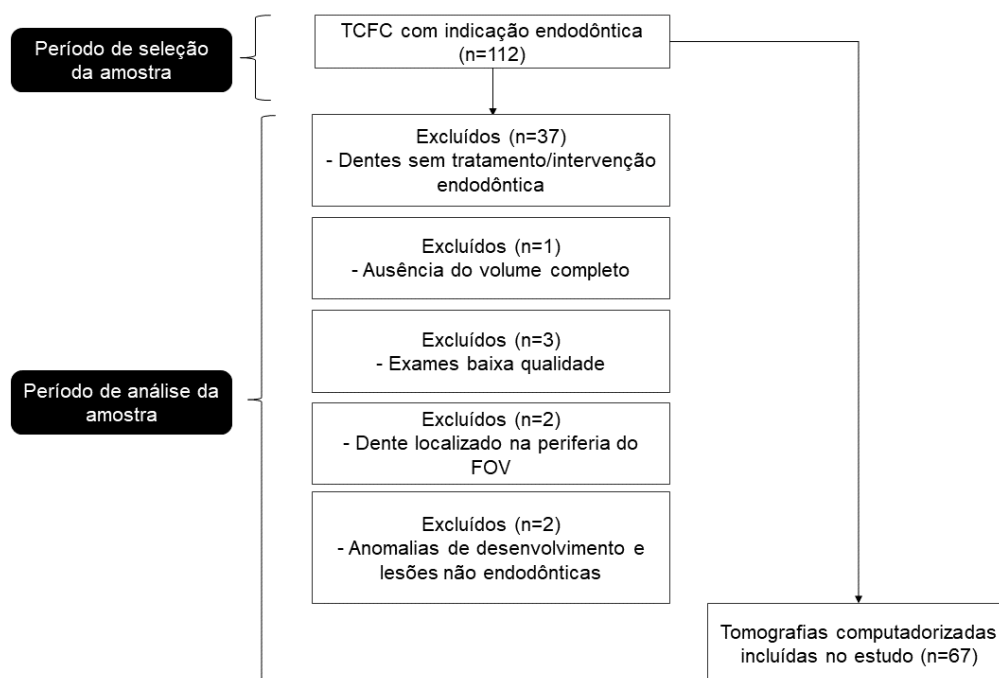 Período de seleção
da amostra
TCFC com indicação endodôntica
(n=112)
Excluídos (n=37)
- Dentes sem tratamento/intervenção
endodôntica
Excluídos (n=1)
- Ausência do volume completo
Excluídos (n=3)
- Exames baixa qualidade
Período de análise da
amostra
Excluídos (n=2)
- Dente localizado na periferia do
FOV
Excluídos (n=2)
- Anomalias de desenvolvimento e
lesões não endodônticas
Tomografias computadorizadas
incluídas no estudo (n=67)